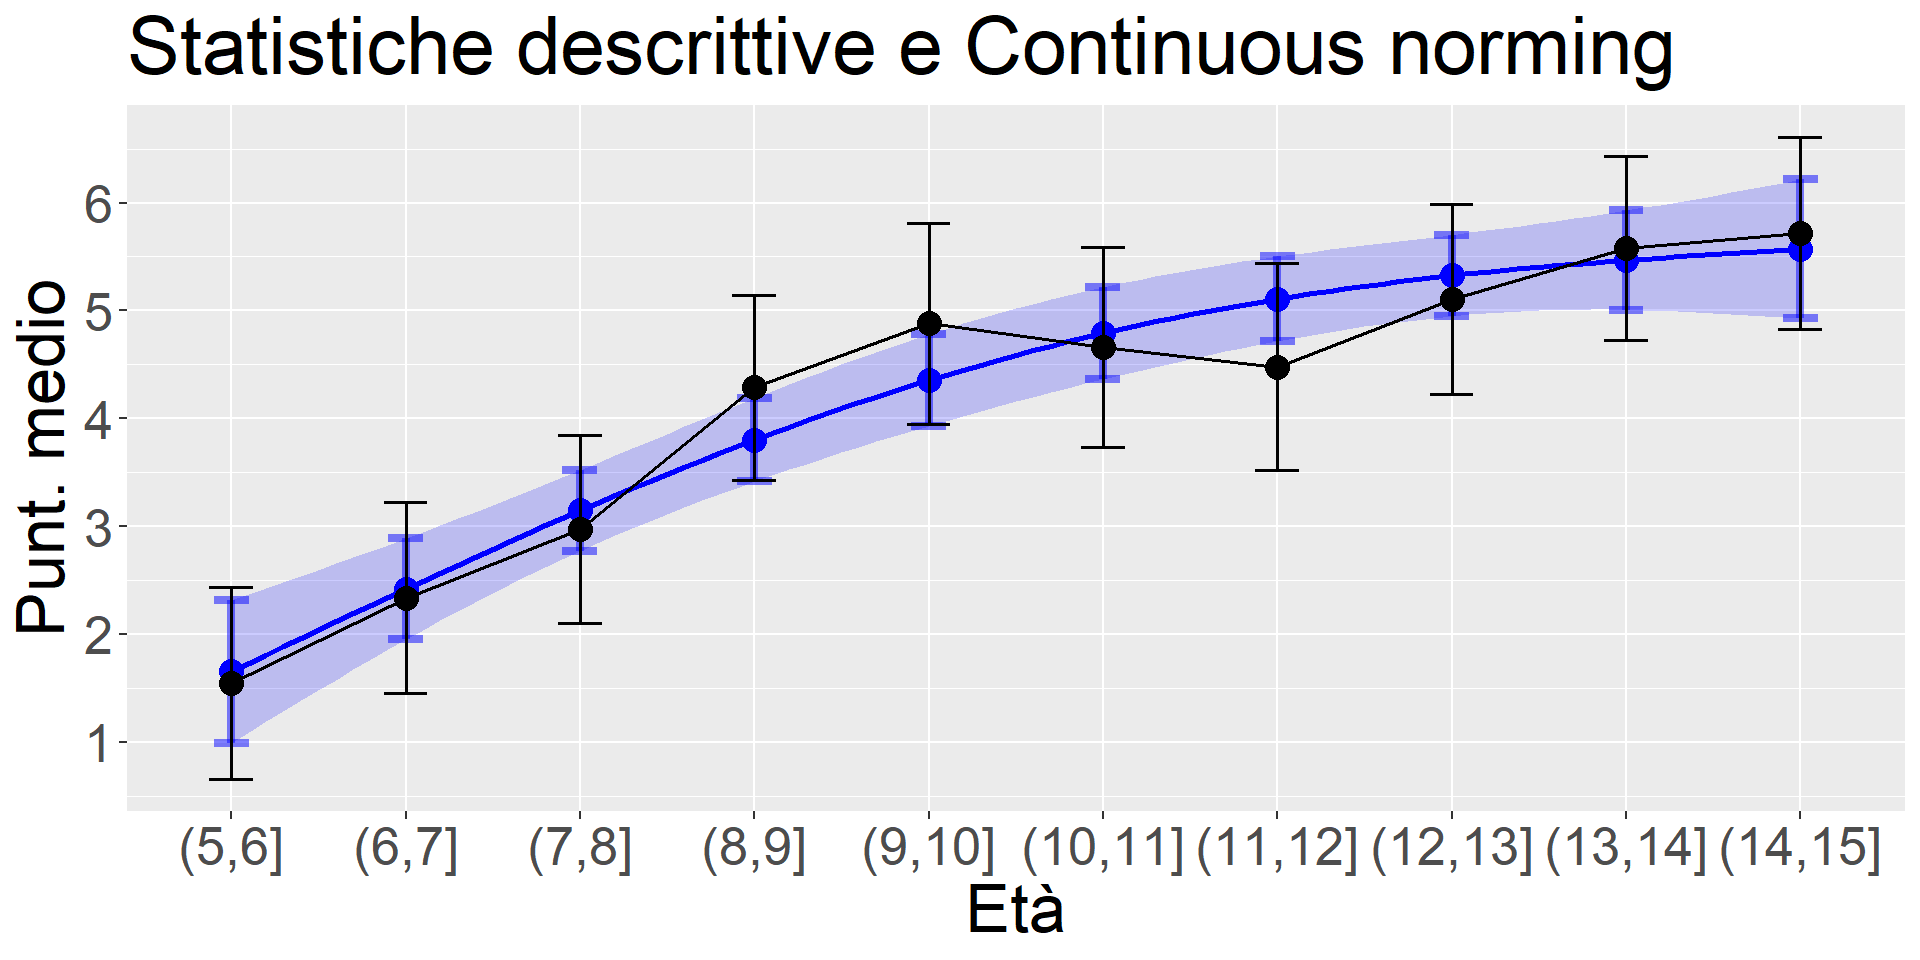 Statistiche descrittive e Continuous norming
Punt. medio
6
5
4
3
2
1
(5,6] (6,7] (7,8] (8,9] (9,10] (10,11] (11,12] (12,13] (13,14] (14,15]
Età